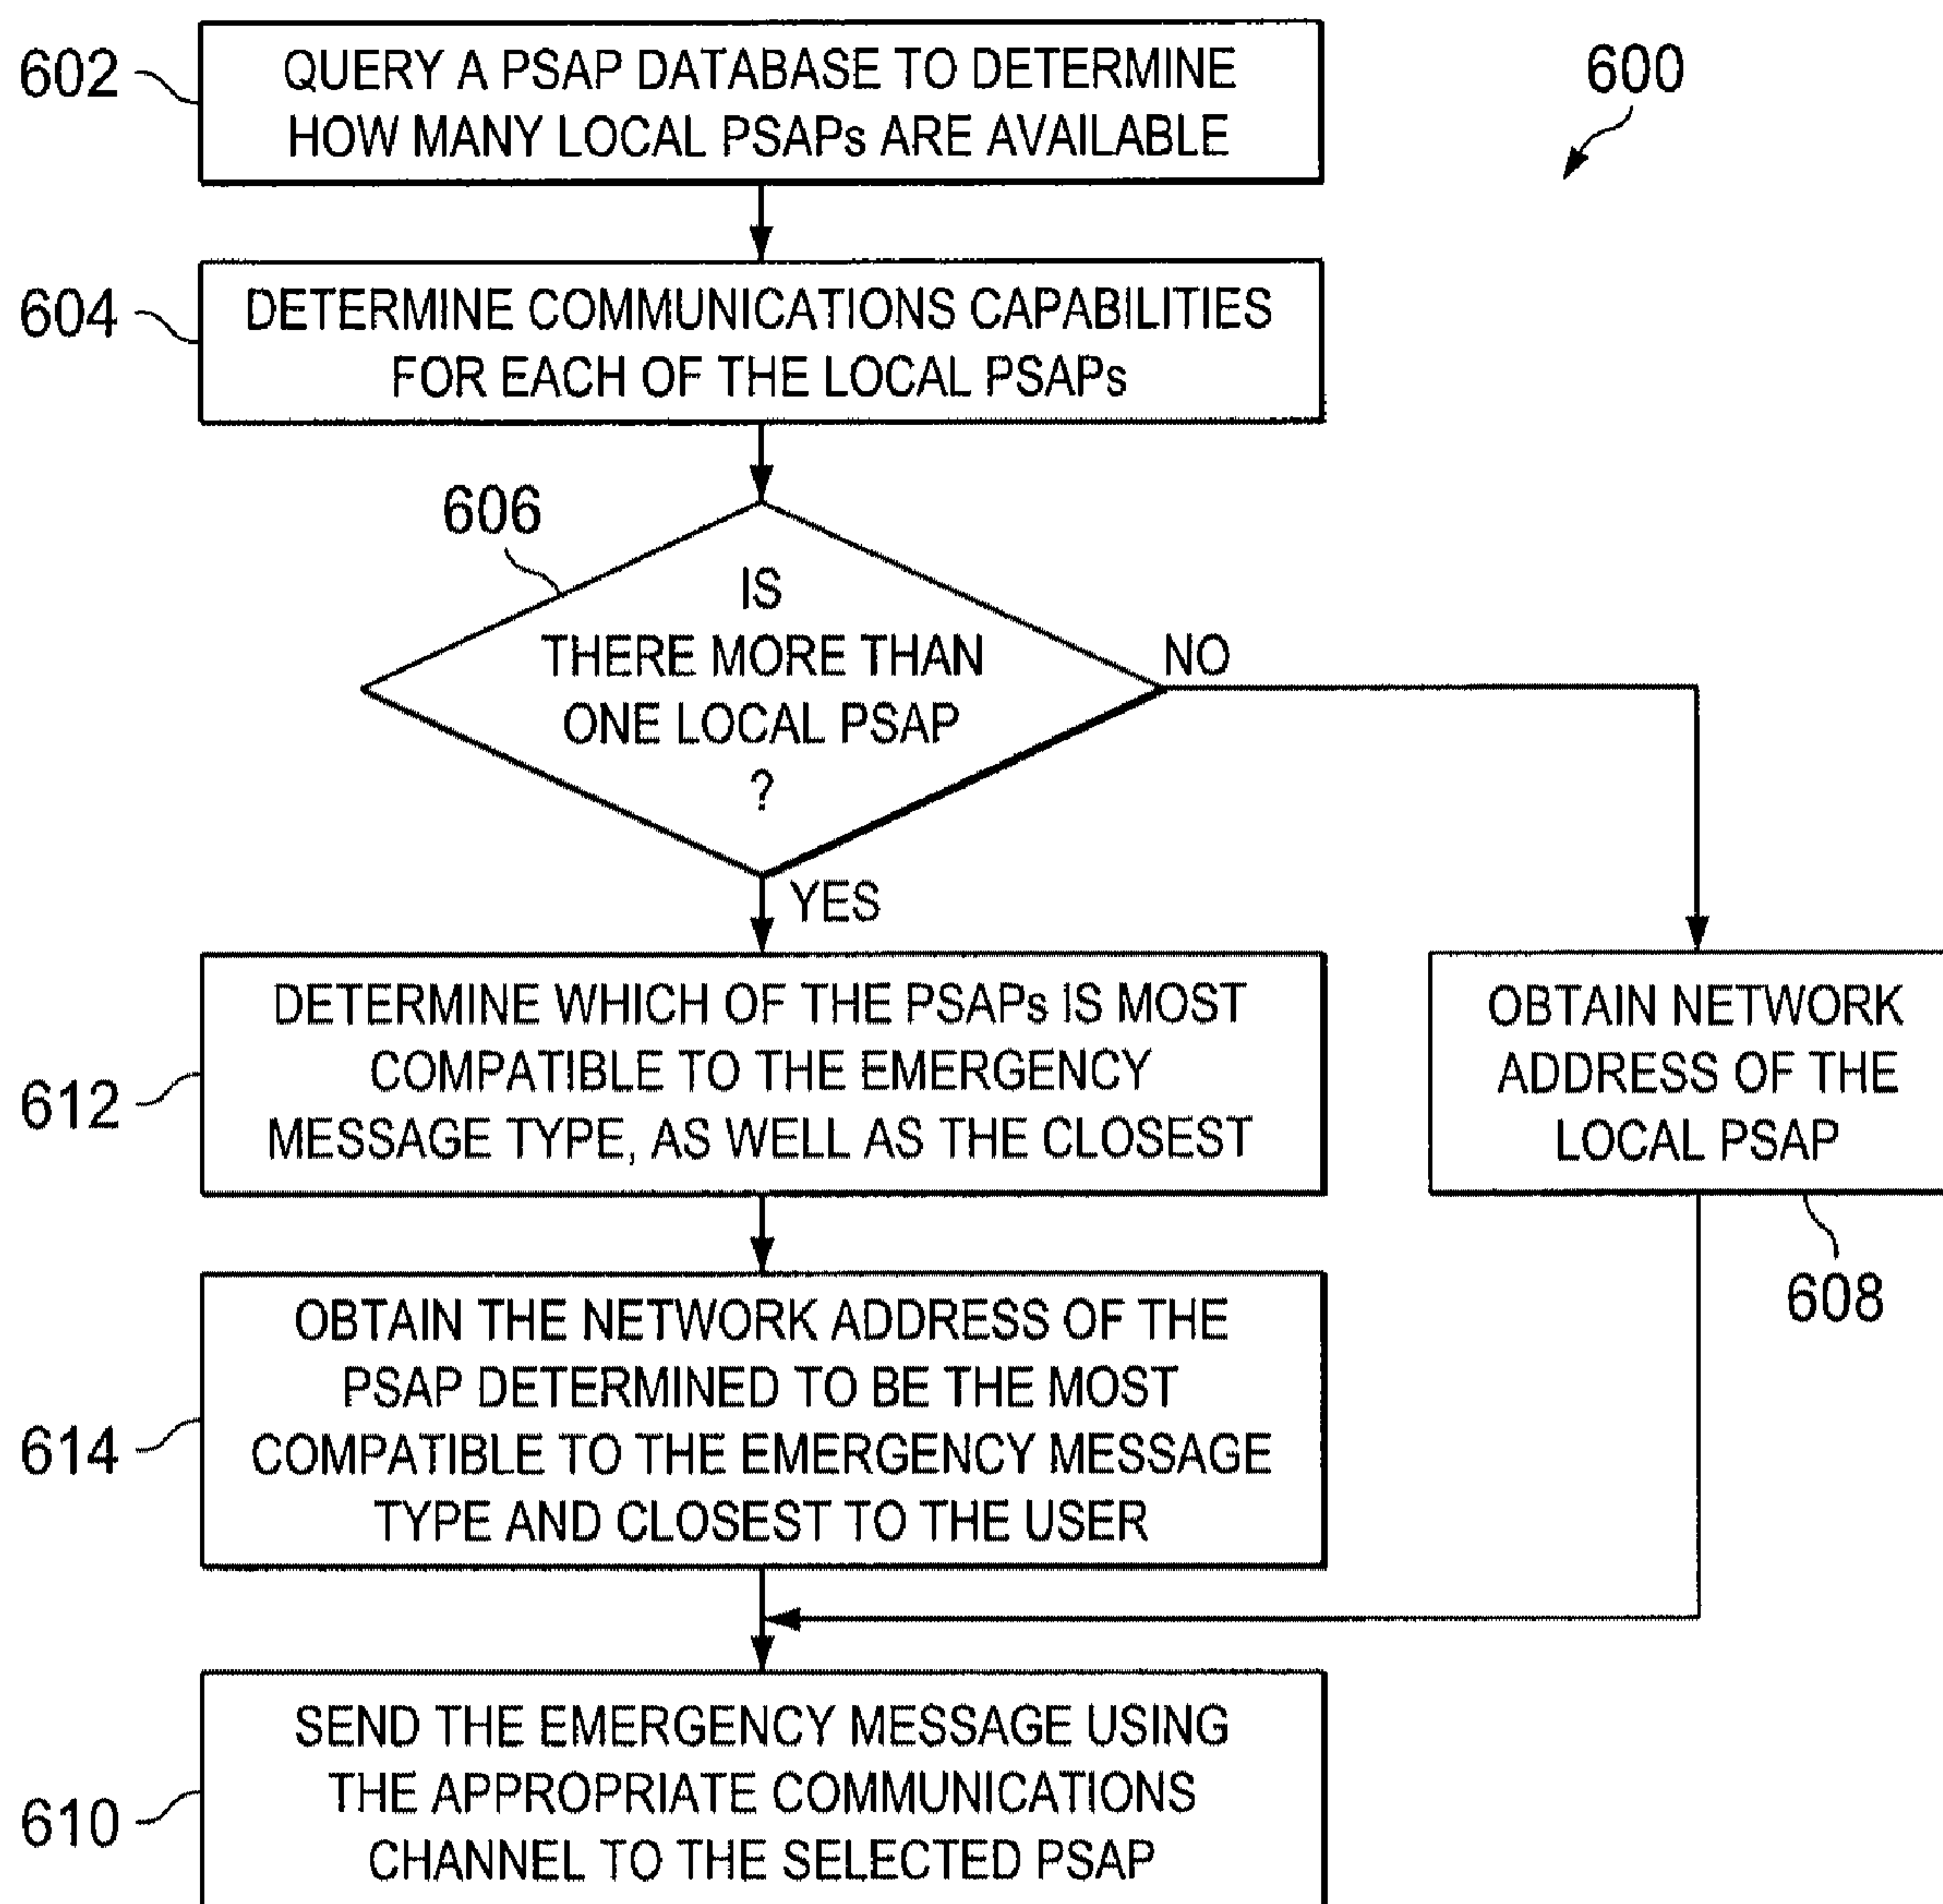 602
QUERY A PSAP DATABASE TO DETERMINE
HOW MANY LOCAL PSAPs ARE AVAILABLE
600
604
DETERMINE COMMUNICATIONS CAPABILITIES
FOR EACH OF THE LOCAL PSAPs
606
IS
THERE MORE THAN
ONE LOCAL PSAP
?
NO
YES
612
DETERMINE WHICH OF THE PSAPs IS MOST
COMPATIBLE TO THE EMERGENCY
MESSAGE TYPE, AS WELL AS THE CLOSEST
OBTAIN NETWORK
ADDRESS OF THE
LOCAL PSAP
608
614
OBTAIN THE NETWORK ADDRESS OF THE
PSAP DETERMINED TO BE THE MOST
COMPATIBLE TO THE EMERGENCY MESSAGE
TYPE AND CLOSEST TO THE USER
610
SEND THE EMERGENCY MESSAGE USING
THE APPROPRIATE COMMUNICATIONS
CHANNEL TO THE SELECTED PSAP